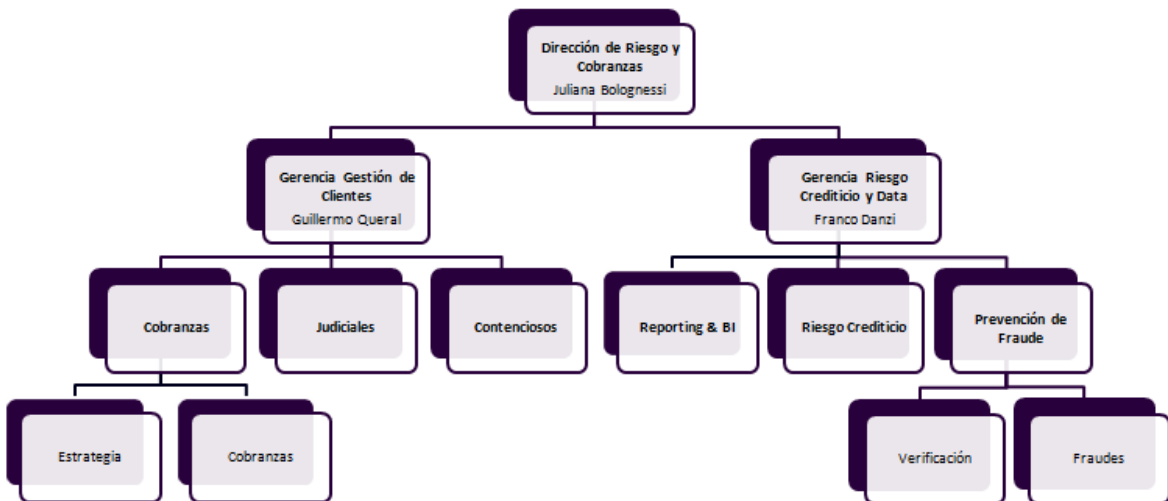 Dirección de Riesgo y
Cobranzas
Juliana Bolognessi
Gerencia Gestión de
Clientes
Guillermo Queral
Gerencia Riesgo
Crediticio y Data
Franco Danzi
Cobranzas
Judiciales
Contenciosos
Reporting & BI
Riesgo Crediticio
Prevención de
Fraude
Estrategia
Cobranzas
Verificación
Fraudes